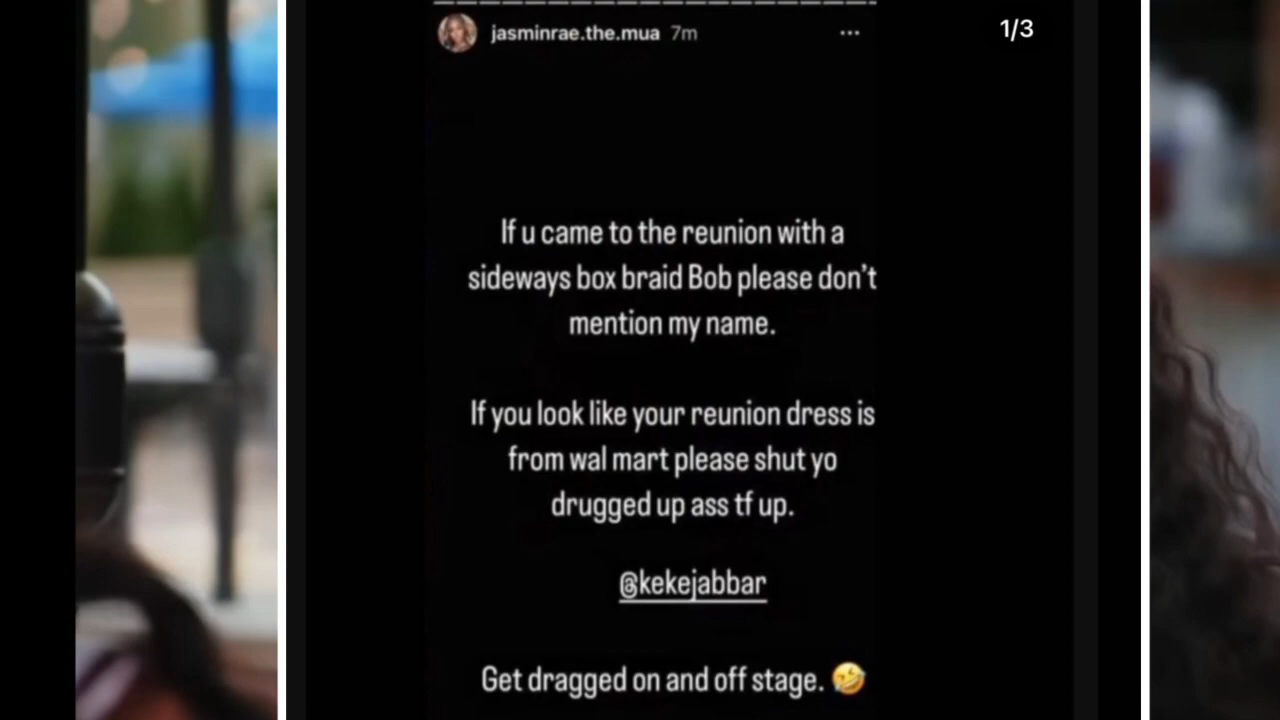 jasminrae.the.mua 7m
1/3
If u came to the reunion with a
sideways box braid Bob please don't
mention my name.
If you look like your reunion dress is
from wal mart please shut yo
drugged up ass tf up.
@kekejabbar
Get dragged on and off stage. 🤣